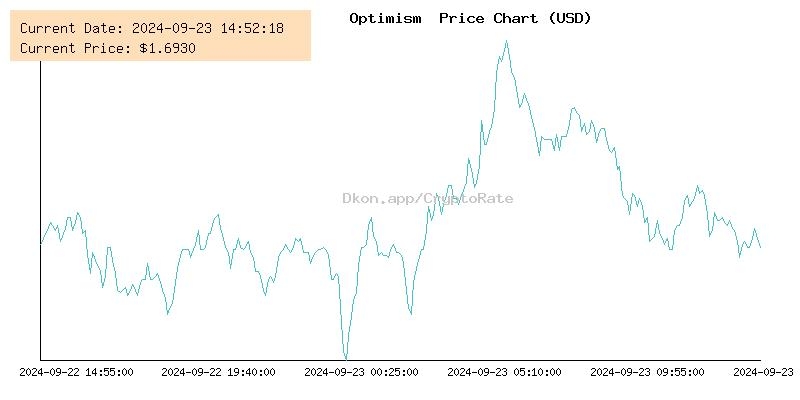 Optimism Price Chart (USD)
Current Date: 2024-09-23 14:52:18
Current Price: $1.6930
Dkon.app/CryptoRate
2024-09-22 14:55:00 2024-09-22 19:40:00 2024-09-23 00:25:00 2024-09-23 05:10:00 2024-09-23 09:55:00 2024-09-23